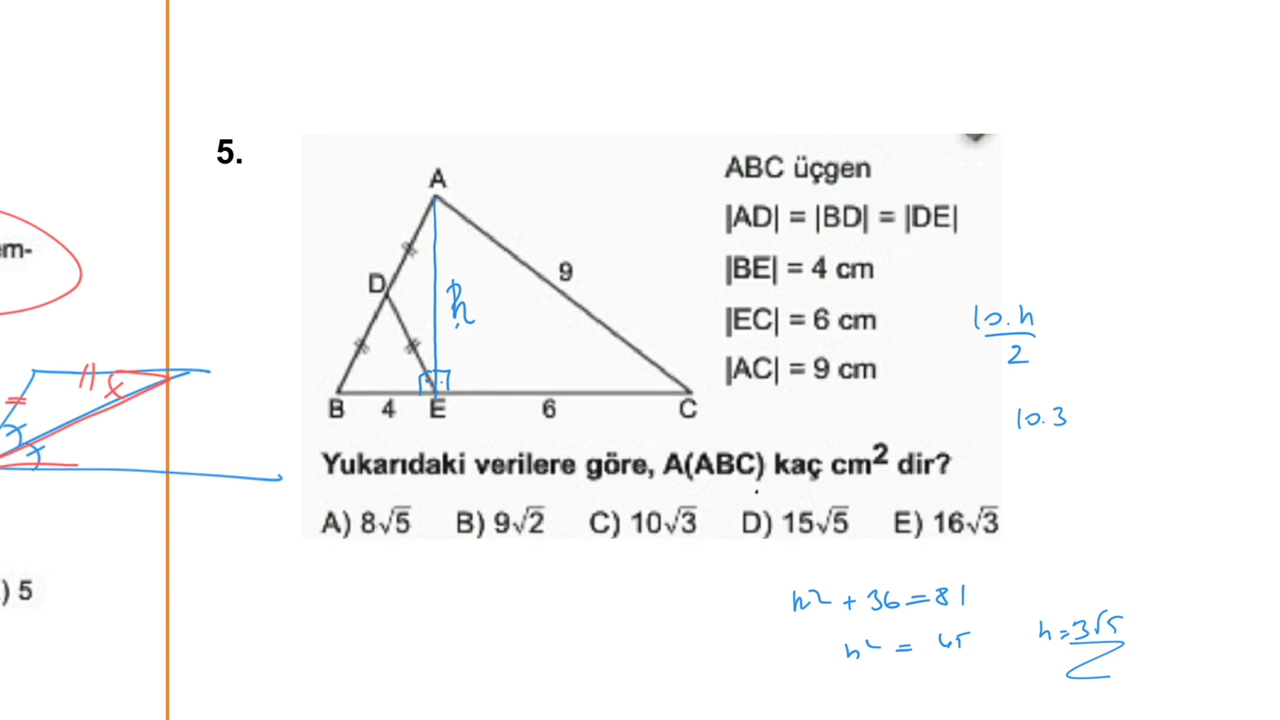 em-
) 5
5.
A
D
9
h
B 4 E 6 C
ABC üçgen
|AD| = |BD| = |DE|
|BE| = 4 cm
|EC| = 6 cm
|AC| = 9 cm
10.h
2
10.3
Yukarıdaki verilere göre, A(ABC) kaç cm² dir?
A) 8√5 B) 9√2 C) 10√3 D) 15√5 E) 16√3
h² + 36 = 81
h² = 45
h = 3√5